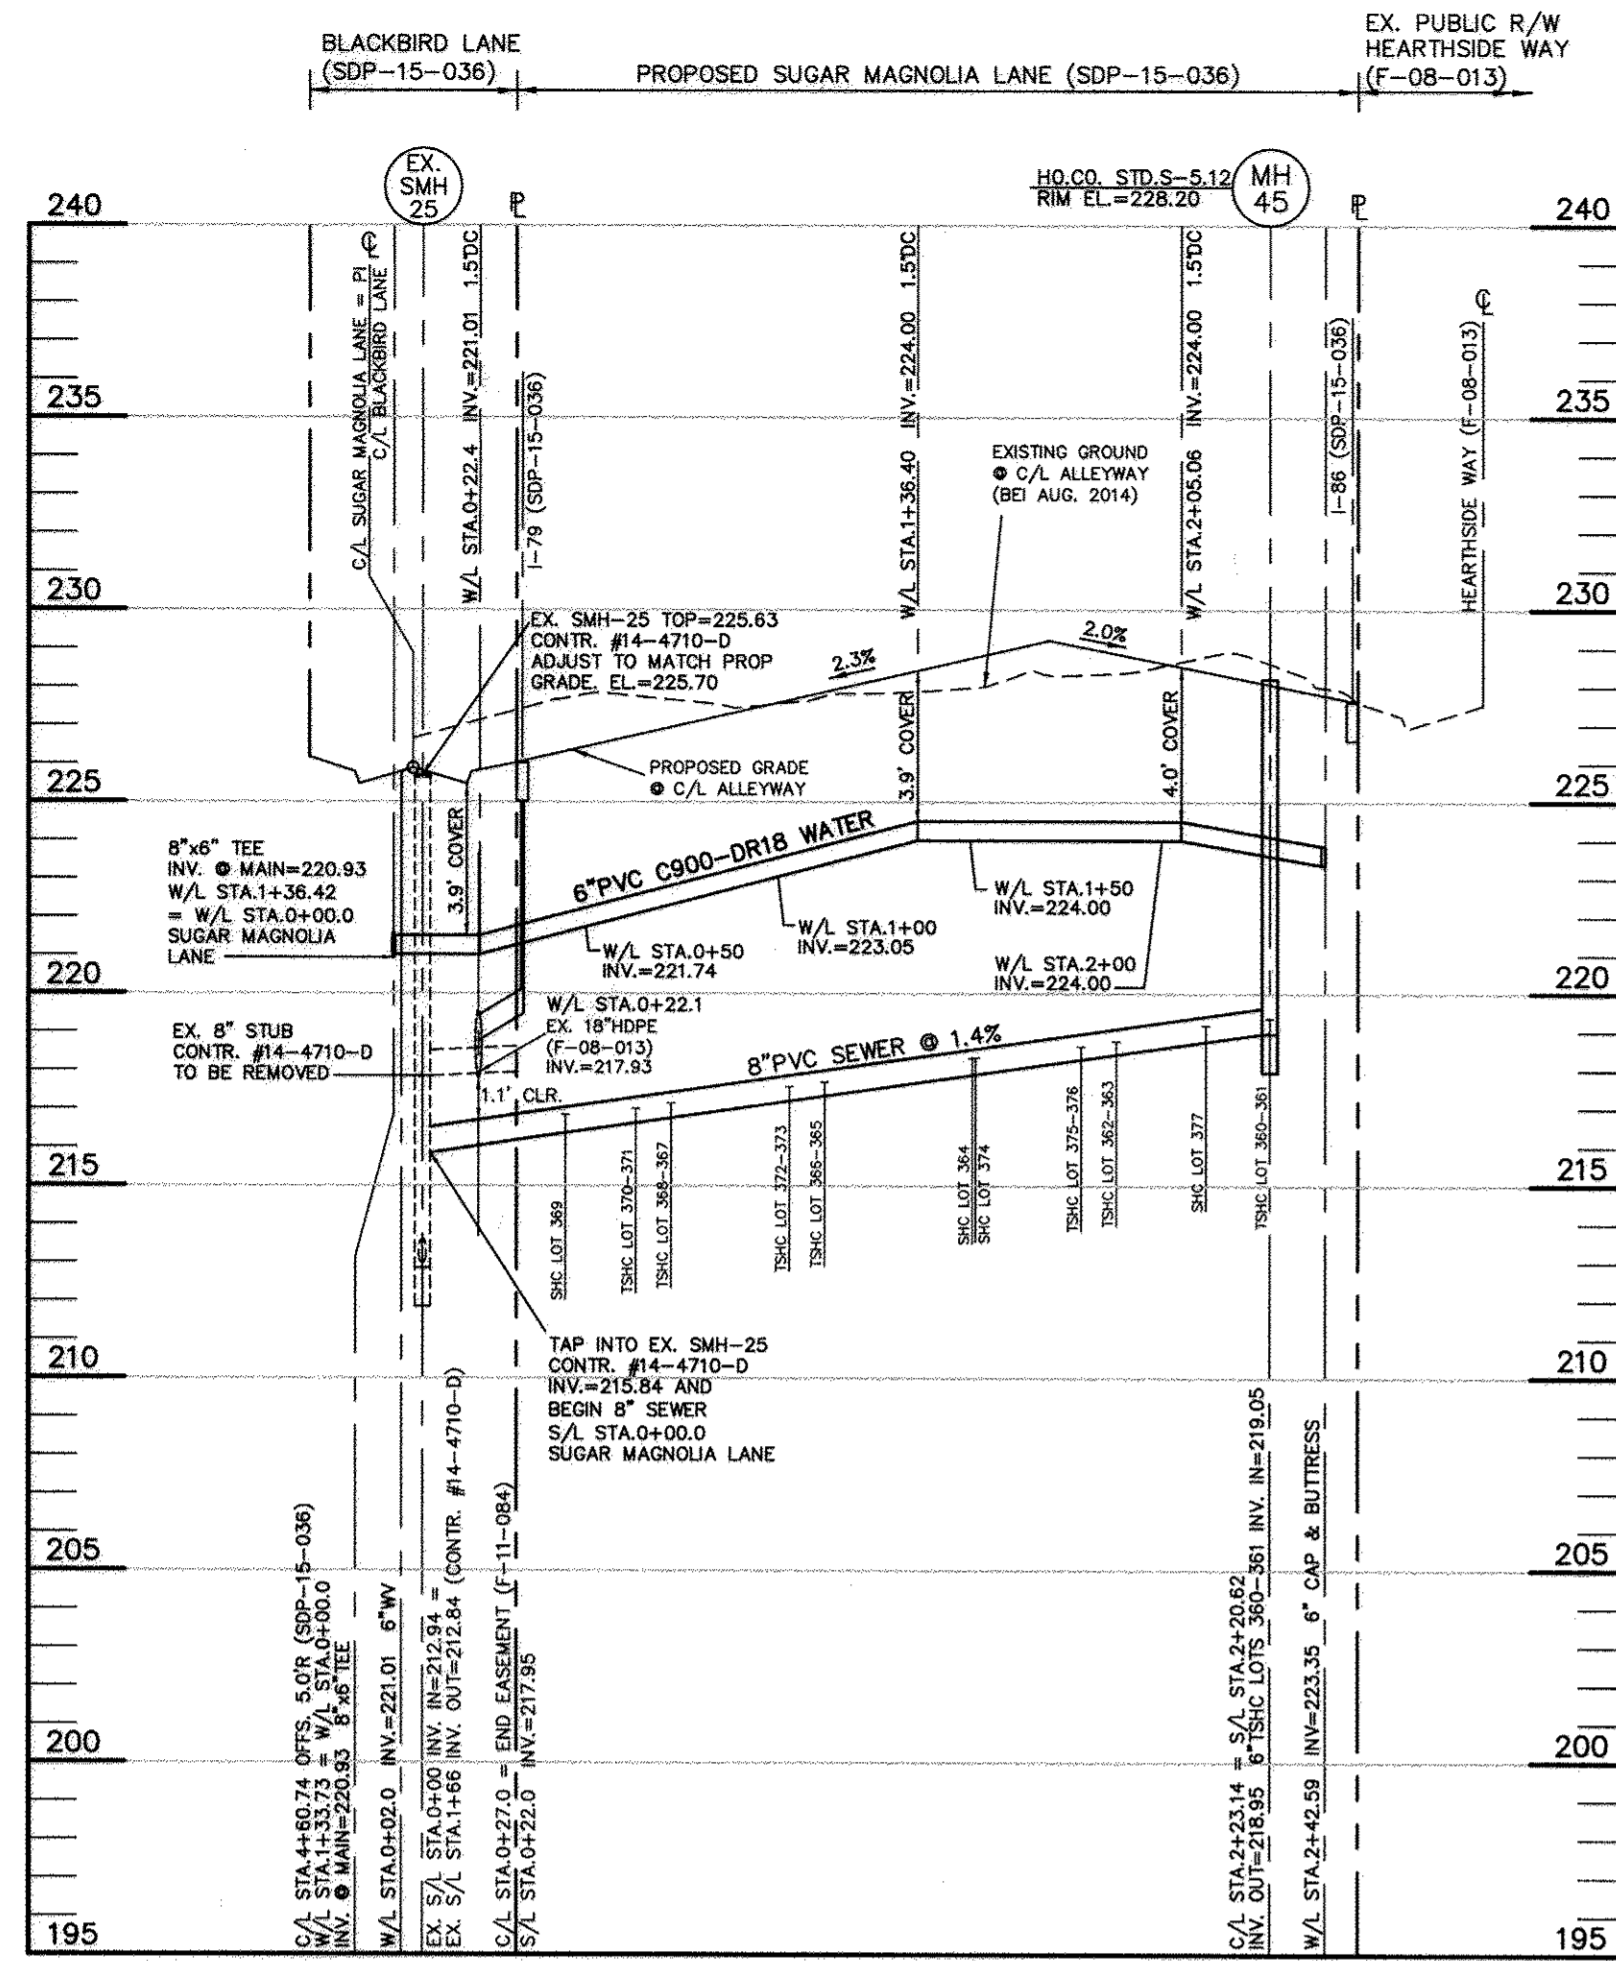 BLACKBIRD LANE
(SDP-15-036)
PROPOSED SUGAR MAGNOLIA LANE (SDP-15-036)
EX. PUBLIC R/W
HEARTHSIDE WAY
(F-08-013)
EX.
SMH
25
HO.CO. STD.S-5.12
RIM EL.=228.20
MH
45
240
240
235
235
230
230
225
225
220
220
215
215
210
210
205
205
200
200
195
195
C/L SUGAR MAGNOLIA LANE = PI
C/L BLACKBIRD LANE
W/L STA.0+22.4 INV.=221.01 1.5'DC
I-79 (SDP-15-036)
W/L STA.1+36.40 INV.=224.00 1.5'DC
W/L STA.2+05.06 INV.=224.00 1.5'DC
I-86 (SDP-15-036)
HEARTHSIDE WAY (F-08-013)
EXISTING GROUND
@ C/L ALLEYWAY
(BEI AUG. 2014)
EX. SMH-25 TOP=225.63
CONTR. #14-4710-D
ADJUST TO MATCH PROP
GRADE. EL.=225.70
2.3%
2.0%
PROPOSED GRADE
@ C/L ALLEYWAY
3.9' COVER
3.9' COVER
4.0' COVER
8"x6" TEE
INV. @ MAIN=220.93
W/L STA.1+36.42
= W/L STA.0+00.0
SUGAR MAGNOLIA
LANE
6"PVC C900-DR18 WATER
W/L STA.0+50
INV.=221.74
W/L STA.1+00
INV.=223.05
W/L STA.1+50
INV.=224.00
W/L STA.2+00
INV.=224.00
EX. 8" STUB
CONTR. #14-4710-D
TO BE REMOVED
W/L STA.0+22.1
EX. 18"HDPE
(F-08-013)
INV.=217.93
1.1' CLR.
8"PVC SEWER @ 1.4%
SHC LOT 369
TSHC LOT 370-371
TSHC LOT 368-367
TSHC LOT 372-373
TSHC LOT 366-365
SHC LOT 364
SHC LOT 374
TSHC LOT 375-376
TSHC LOT 362-363
SHC LOT 377
TSHC LOT 360-361
TAP INTO EX. SMH-25
CONTR. #14-4710-D
INV.=215.84 AND
BEGIN 8" SEWER
S/L STA.0+00.0
SUGAR MAGNOLIA LANE
C/L STA.4+60.74 OFFS. 5.0'R (SDP-15-036)
W/L STA.1+33.73 = W/L STA.0+00.0
INV. @ MAIN=220.93 8"x6"TEE
W/L STA.0+02.0 INV.=221.01 6"WV
EX. S/L STA.0+00 INV. IN=212.94 =
EX. S/L STA.1+66 INV. OUT=212.84 (CONTR. #14-4710-D)
C/L STA.0+27.0 = END EASEMENT (F-11-084)
S/L STA.0+22.0 INV.=217.95
C/L STA.2+23.14 = S/L STA.2+20.62
INV. OUT=218.95 6"TSHC LOTS 360-361 INV. IN=219.05
W/L STA.2+42.59 INV=223.35 6" CAP & BUTTRESS